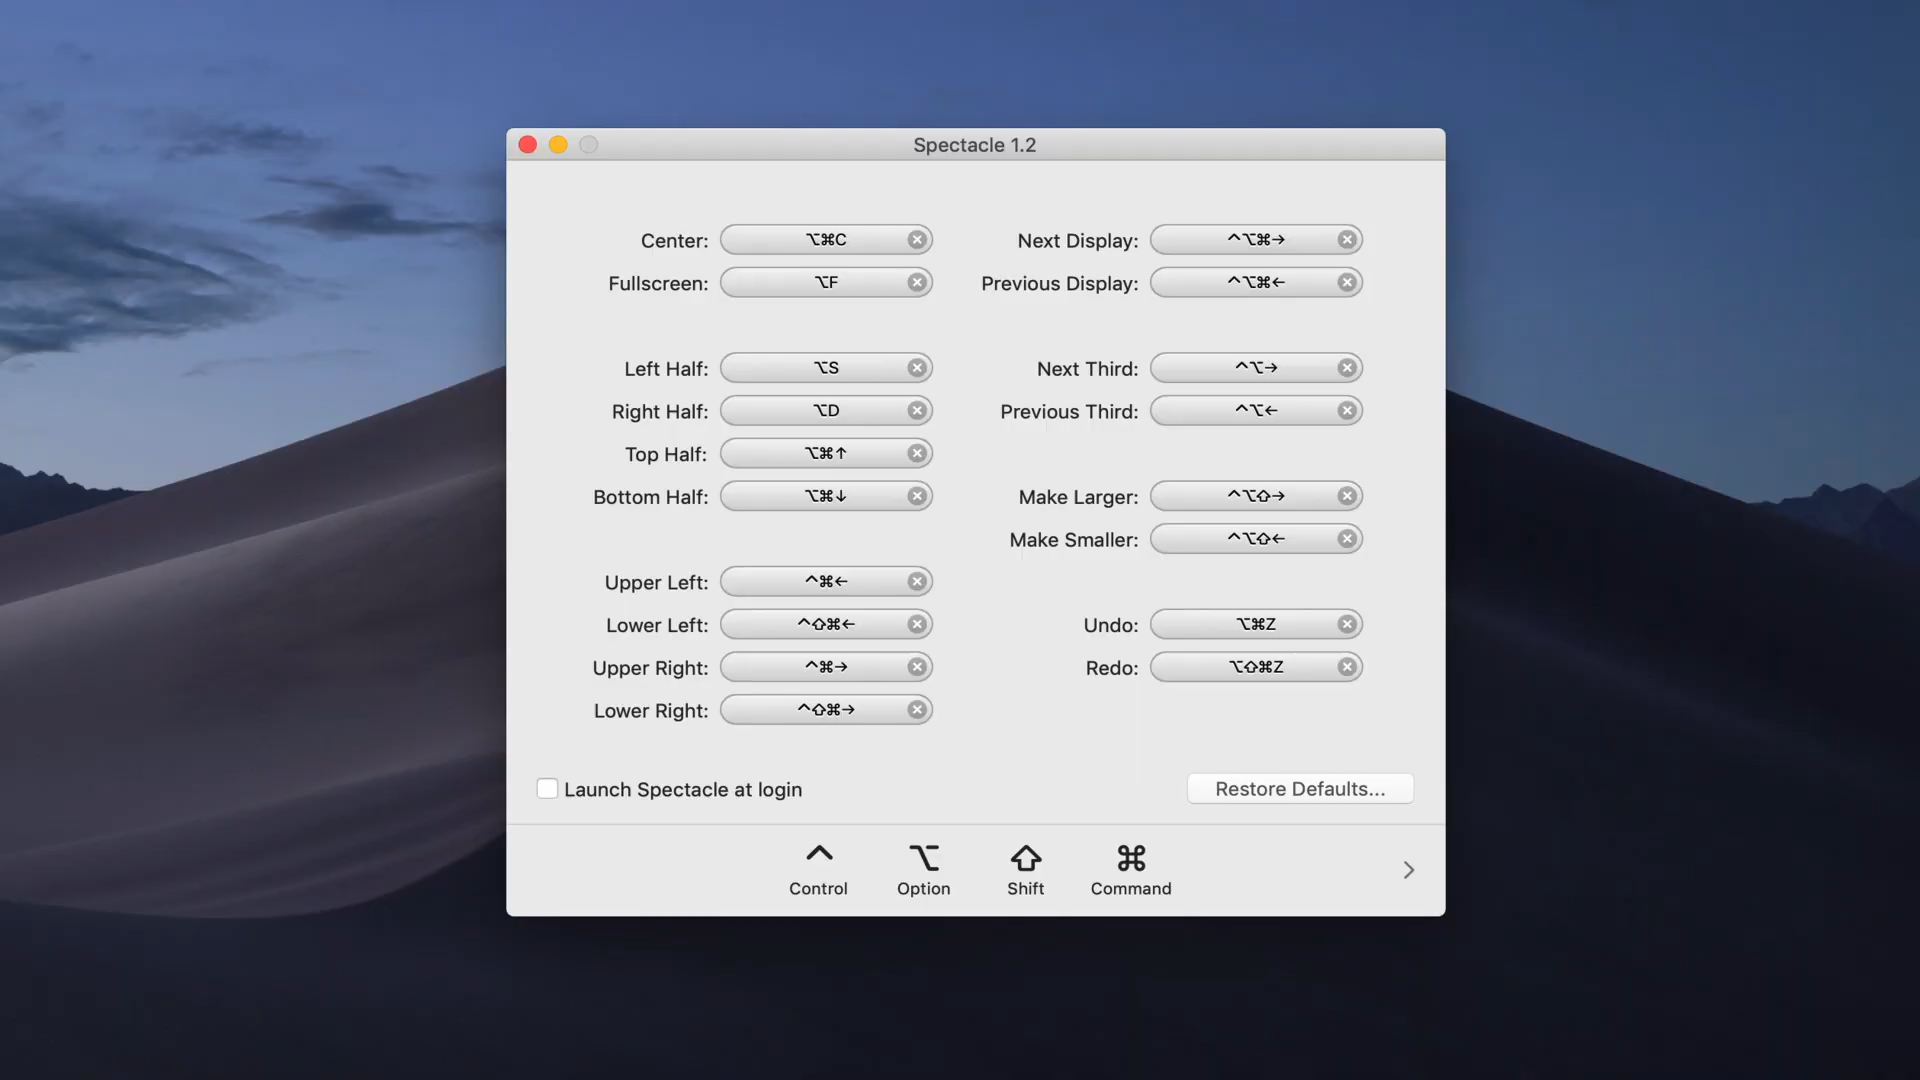 Spectacle 1.2
Center: ⌥⌘C
Fullscreen: ⌥F
Left Half: ⌥S
Right Half: ⌥D
Top Half: ⌥⌘↑
Bottom Half: ⌥⌘↓
Upper Left: ^⌘←
Lower Left: ^⇧⌘←
Upper Right: ^⌘→
Lower Right: ^⇧⌘→
Next Display: ^⌥⌘→
Previous Display: ^⌥⌘←
Next Third: ^⌥→
Previous Third: ^⌥←
Make Larger: ^⌥⇧→
Make Smaller: ^⌥⇧←
Undo: ⌥⌘Z
Redo: ⌥⇧⌘Z
Launch Spectacle at login
Restore Defaults...
^ ⌥ ⇧ ⌘
Control Option Shift Command